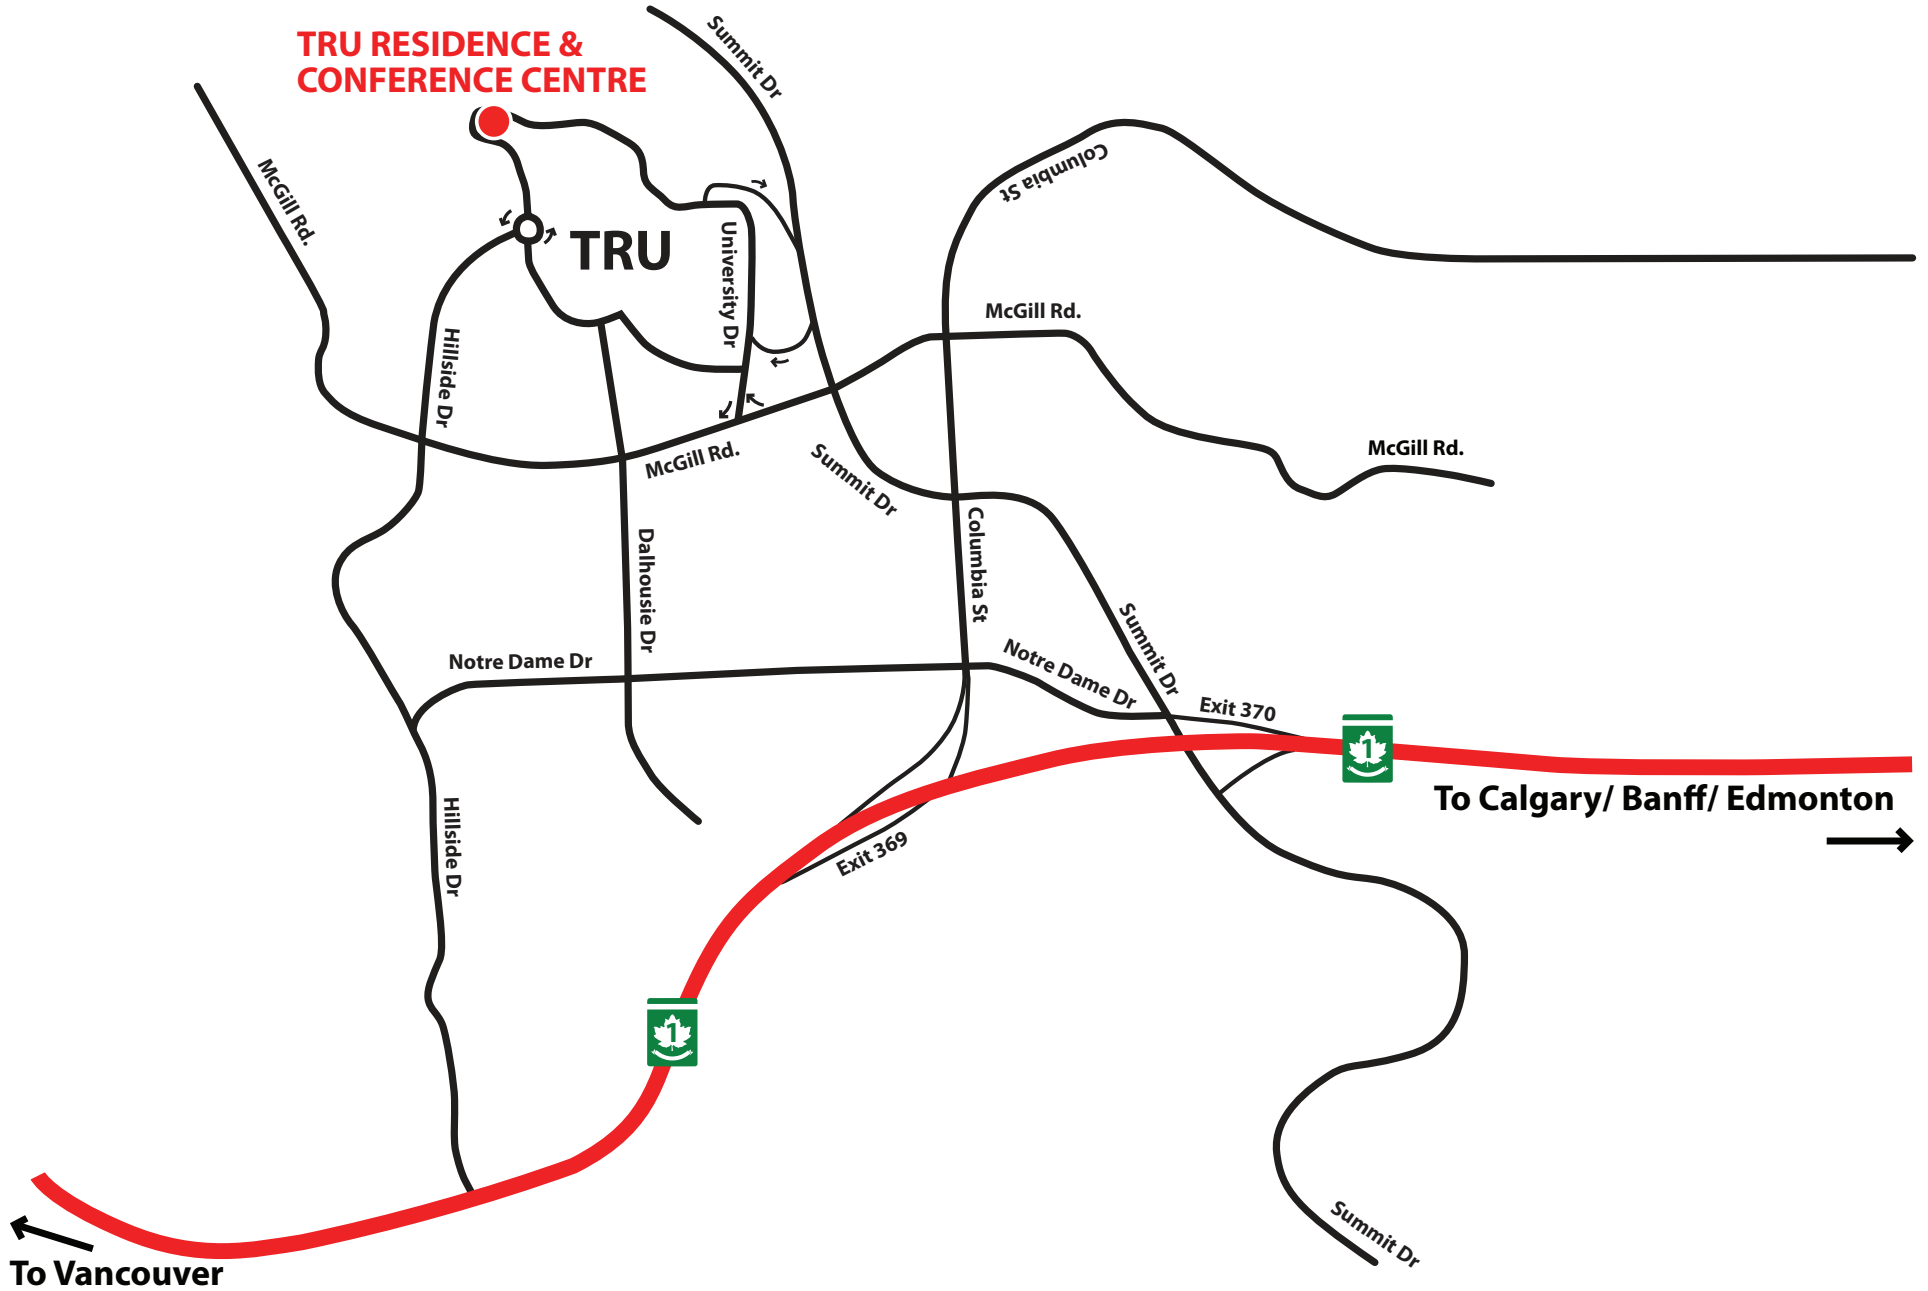 Summit Dr
TRU RESIDENCE &
CONFERENCE CENTRE
McGill Rd.
Columbia St
TRU
University Dr
McGill Rd.
Hillside Dr
McGill Rd.
McGill Rd.
Summit Dr
Columbia St
Dalhousie Dr
Summit Dr
Notre Dame Dr
Notre Dame Dr
Exit 370
1
To Calgary/ Banff/ Edmonton
Hillside Dr
Exit 369
1
Summit Dr
To Vancouver